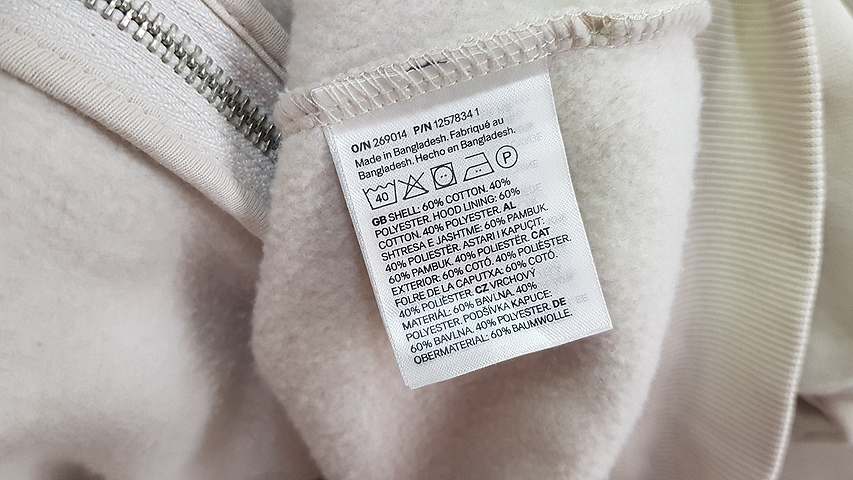 O/N 269014 P/N 1257834 1
Made in Bangladesh. Fabriqué au
Bangladesh. Hecho en Bangladesh.
40 P
GB SHELL: 60% COTTON. 40%
POLYESTER. HOOD LINING: 60%
COTTON. 40% POLYESTER. AL
SHTRESA E JASHTME: 60% PAMBUK.
40% POLIESTËR. ASTARI I KAPUÇIT:
60% PAMBUK. 40% POLIESTËR. CAT
EXTERIOR: 60% COTÓ. 40% POLIÈSTER.
FOLRE DE LA CAPUTXA: 60% COTÓ.
40% POLIÈSTER. CZ VRCHOVÝ
MATERIÁL: 60% BAVLNA. 40%
POLYESTER. PODŠÍVKA KAPUCE:
60% BAVLNA. 40% POLYESTER. DE
OBERMATERIAL: 60% BAUMWOLLE.